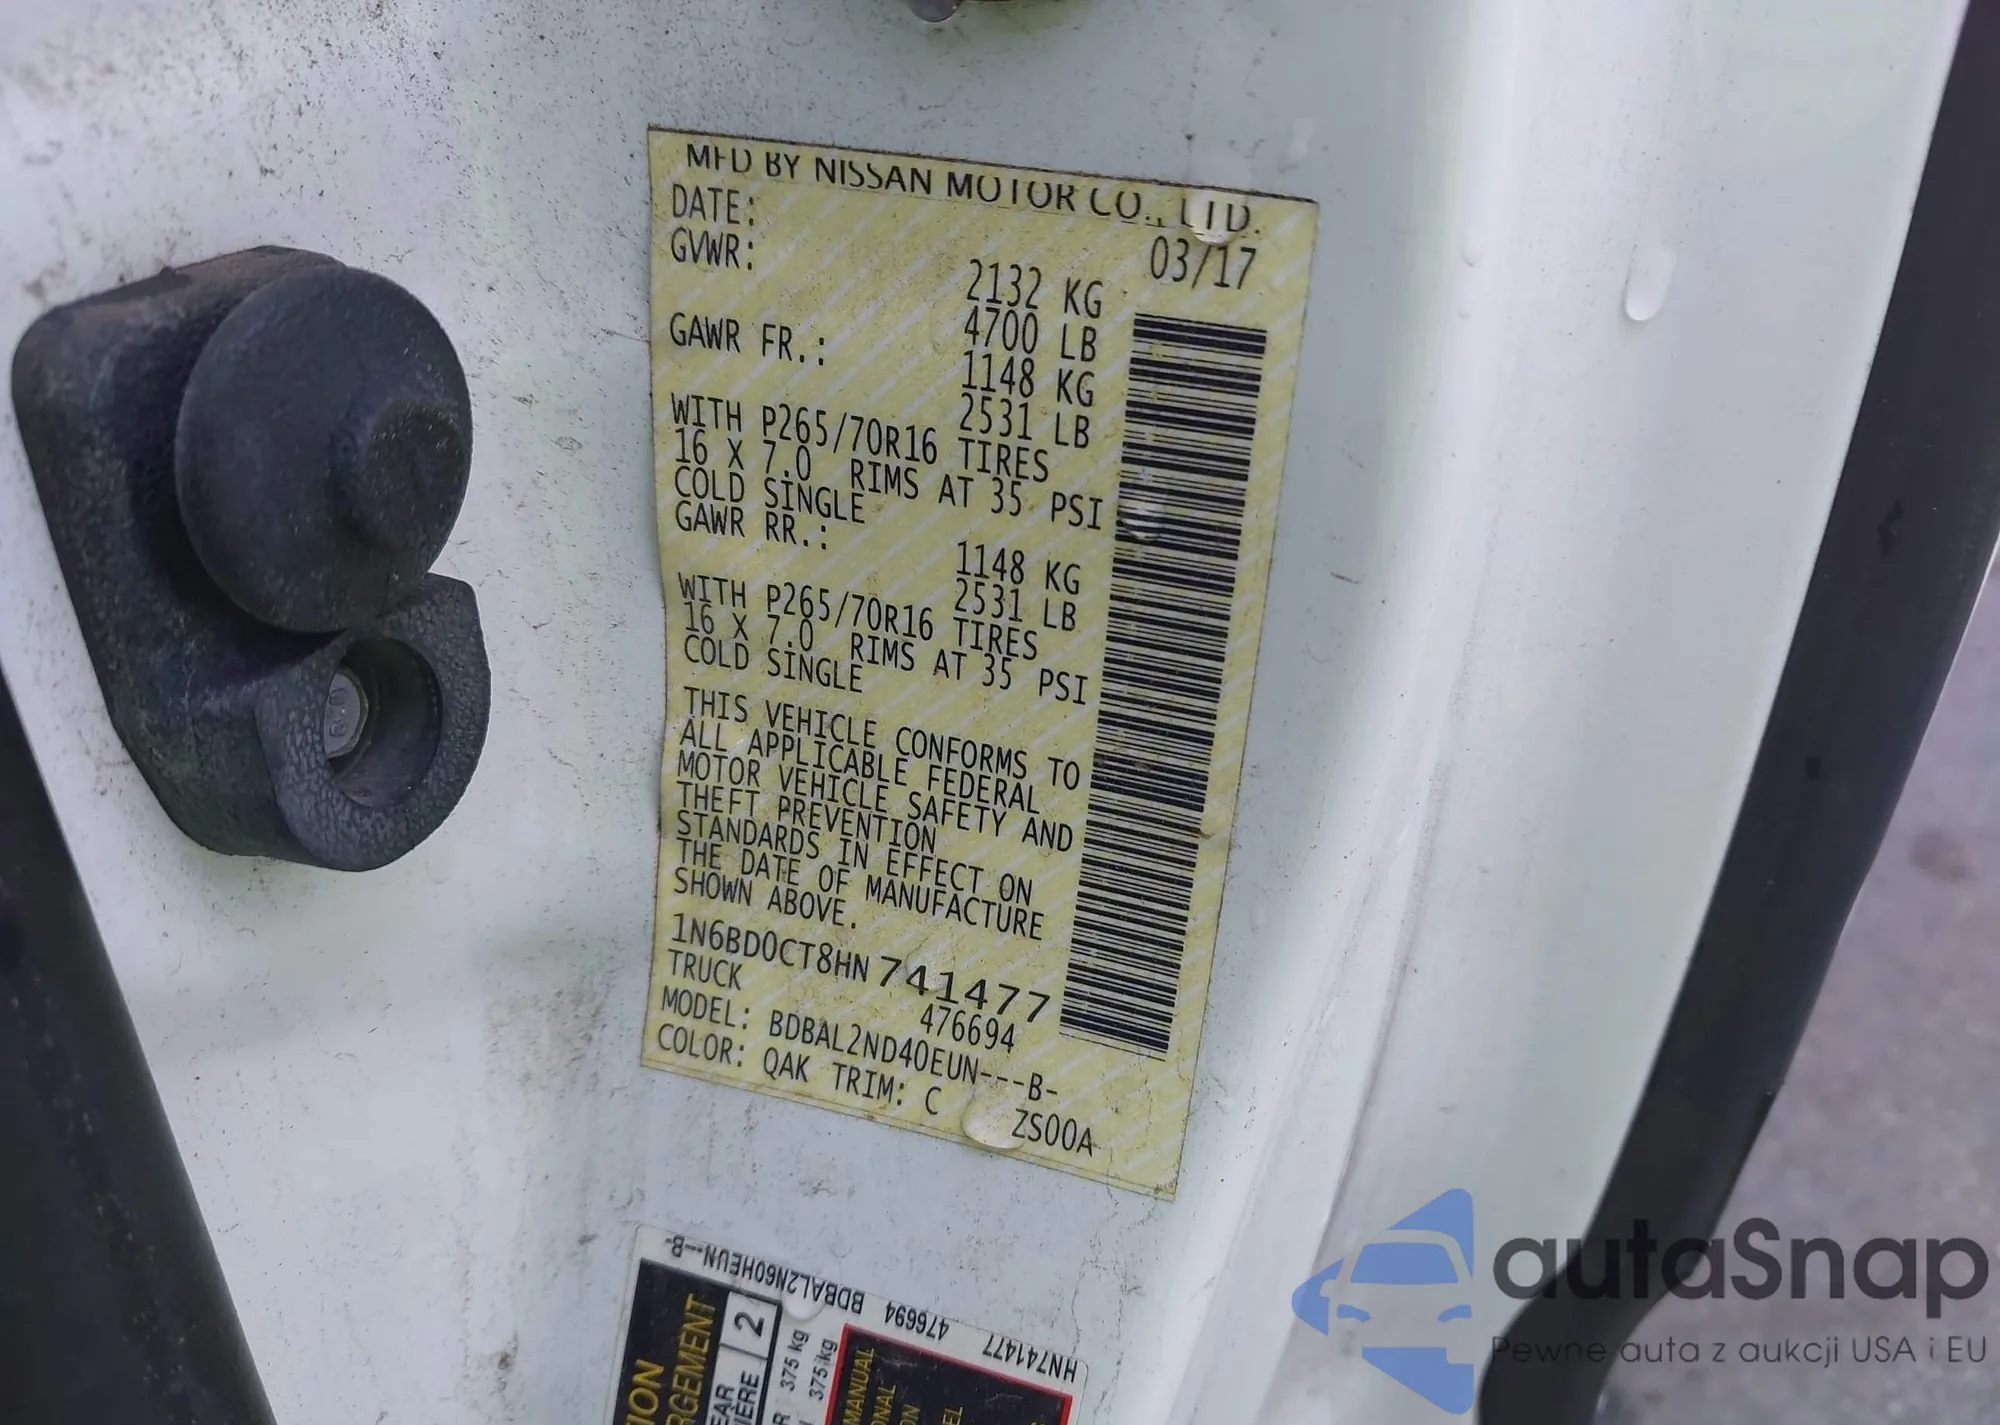 MFD BY NISSAN MOTOR CO., LTD.
DATE: 03/17
GVWR: 2132 KG
4700 LB
GAWR FR.: 1148 KG
2531 LB
WITH P265/70R16 TIRES
16 X 7.0 RIMS AT 35 PSI
COLD SINGLE
GAWR RR.: 1148 KG
2531 LB
WITH P265/70R16 TIRES
16 X 7.0 RIMS AT 35 PSI
COLD SINGLE
THIS VEHICLE CONFORMS TO
ALL APPLICABLE FEDERAL
MOTOR VEHICLE SAFETY AND
THEFT PREVENTION
STANDARDS IN EFFECT ON
THE DATE OF MANUFACTURE
SHOWN ABOVE.
1N6BD0CT8HN 741477
TRUCK 476694
MODEL: BDBAL2ND40EUN---B-
COLOR: QAK TRIM: C ZS00A
HN741477 476694 BDBAL2N60HEUN--B-
2
375 kg
375 kg
MANUAL
autaSnap
Pewne auta z aukcji USA i EU